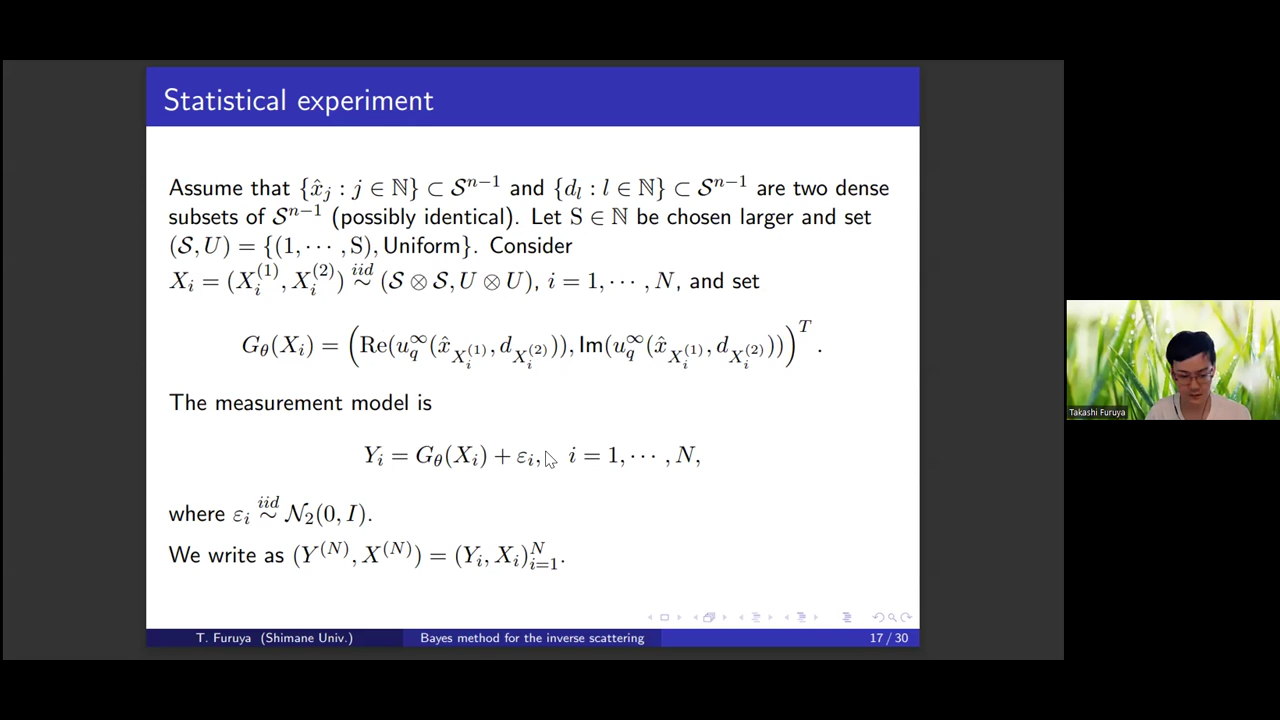 Statistical experiment
Assume that {x̂_j : j ∈ ℕ} ⊂ 𝒮^{n−1} and {d_l : l ∈ ℕ} ⊂ 𝒮^{n−1} are two dense
subsets of 𝒮^{n−1} (possibly identical). Let S ∈ ℕ be chosen larger and set
(𝒮, U) = {(1, ⋯ , S), Uniform}. Consider
X_i = (X_i^{(1)}, X_i^{(2)}) ∼^{iid} (𝒮 ⊗ 𝒮, U ⊗ U), i = 1, ⋯ , N, and set
G_θ(X_i) = (Re(u_q^∞(x̂_{X_i^{(1)}}, d_{X_i^{(2)}})), Im(u_q^∞(x̂_{X_i^{(1)}}, d_{X_i^{(2)}})))^T .
The measurement model is
Y_i = G_θ(X_i) + ε_i, i = 1, ⋯ , N,
where ε_i ∼^{iid} 𝒩_2(0, I).
We write as (Y^{(N)}, X^{(N)}) = (Y_i, X_i)_{i=1}^N.
T. Furuya (Shimane Univ.) Bayes method for the inverse scattering 17 / 30
Takashi Furuya